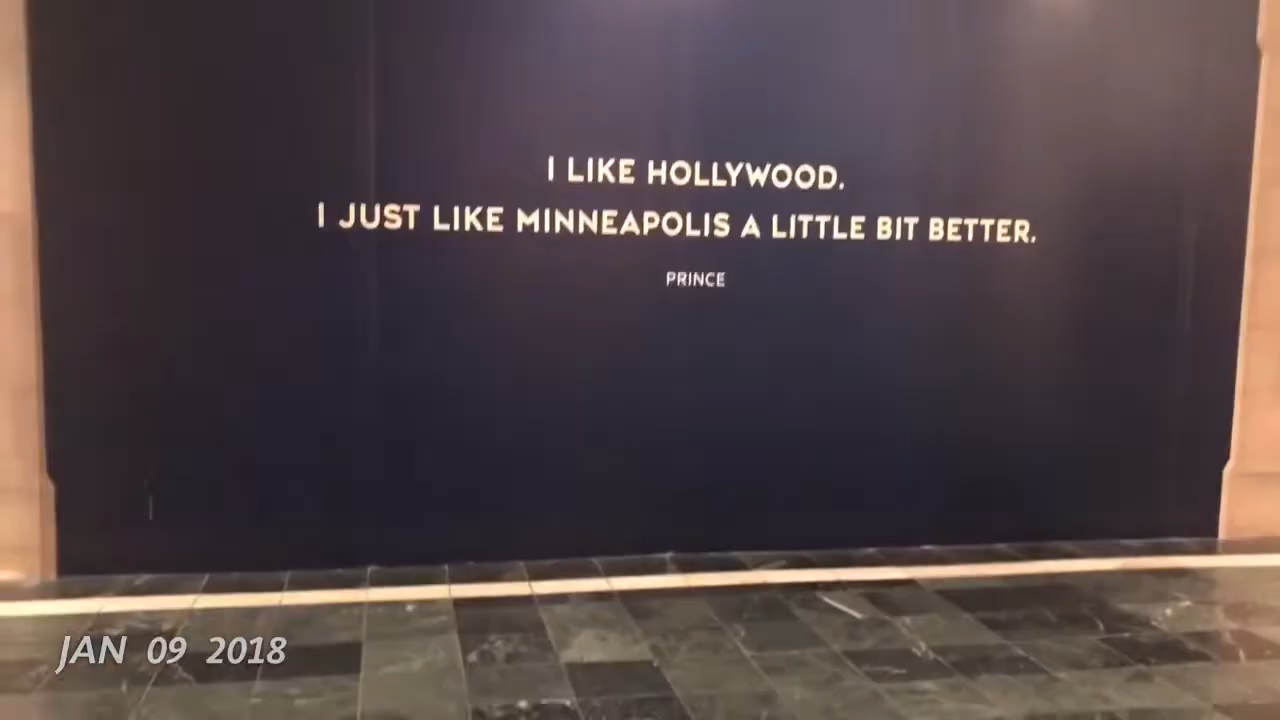 I LIKE HOLLYWOOD.
I JUST LIKE MINNEAPOLIS A LITTLE BIT BETTER.
PRINCE
JAN 09 2018